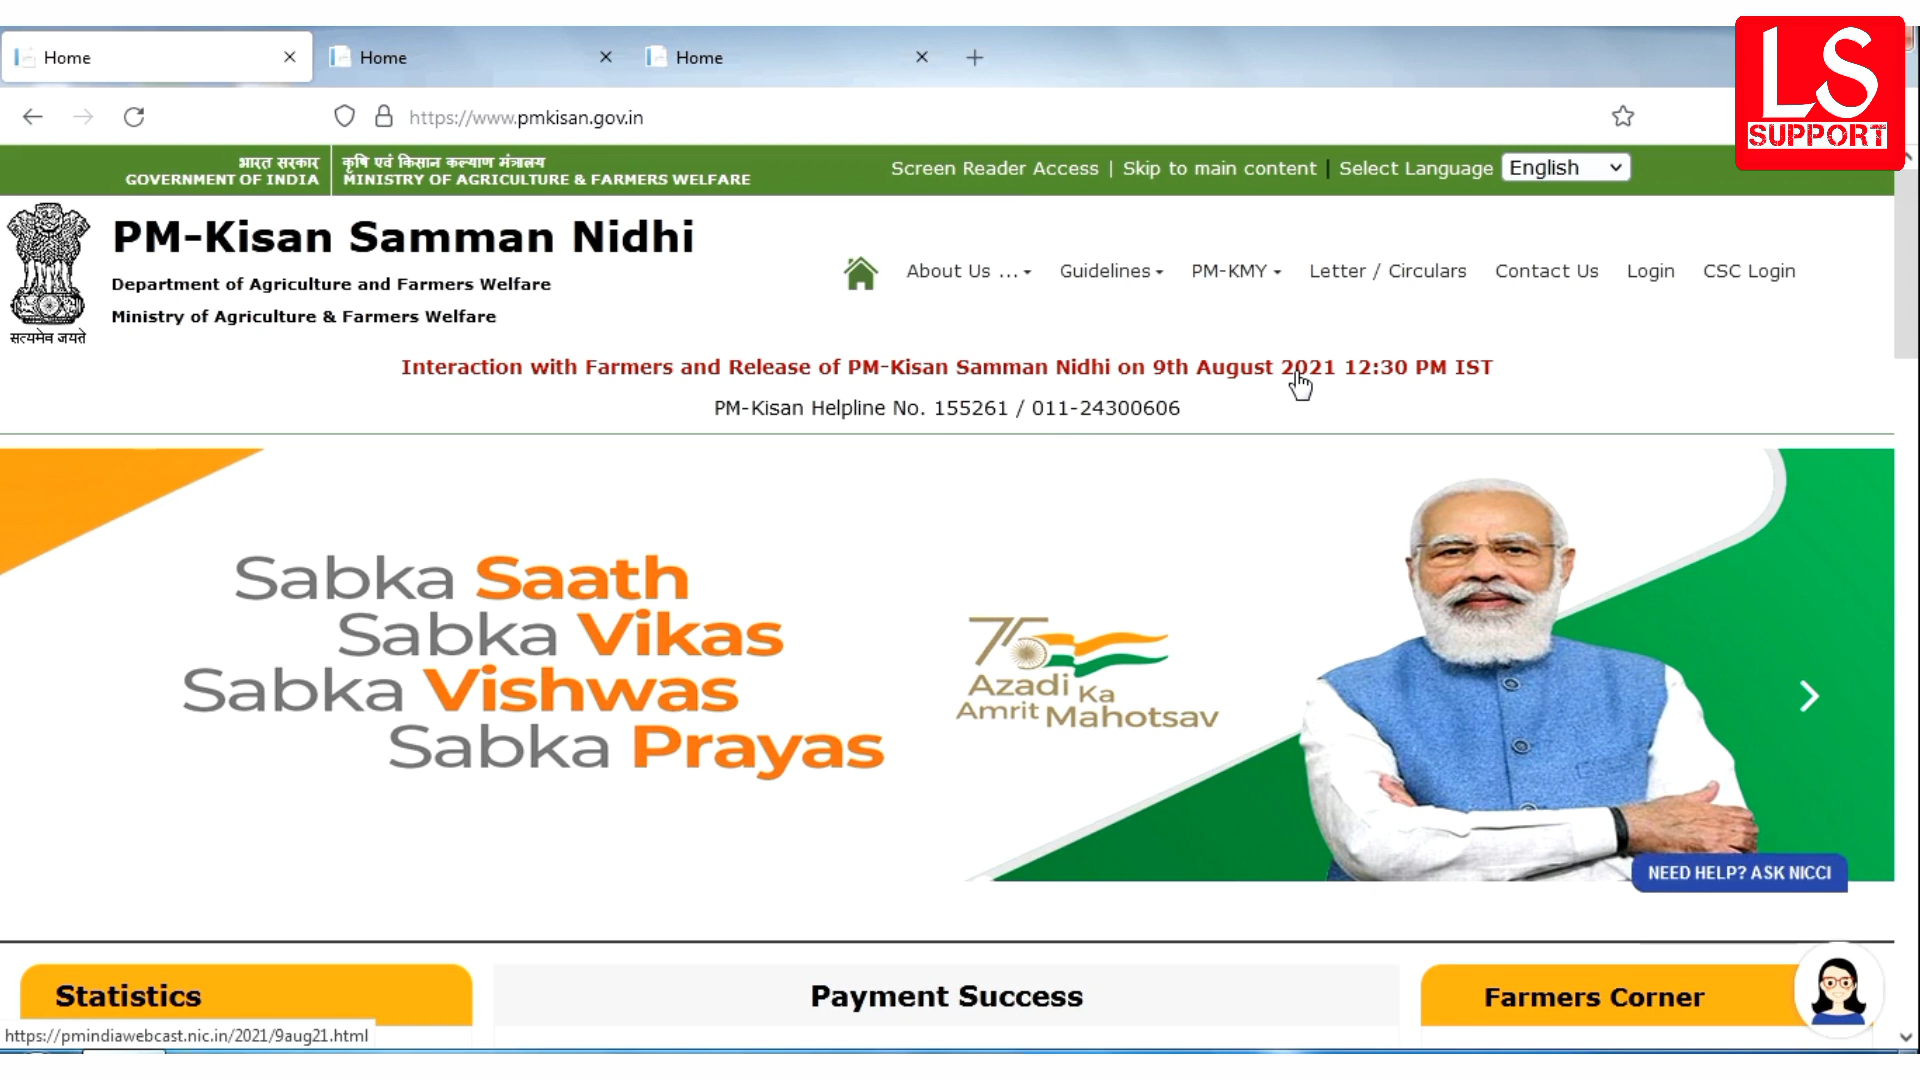 LS
SUPPORT
Home
Home
Home
https://www.pmkisan.gov.in
भारत सरकार
GOVERNMENT OF INDIA
कृषि एवं किसान कल्याण मंत्रालय
MINISTRY OF AGRICULTURE & FARMERS WELFARE
Screen Reader Access | Skip to main content | Select Language English
PM-Kisan Samman Nidhi
Department of Agriculture and Farmers Welfare
Ministry of Agriculture & Farmers Welfare
सत्यमेव जयते
About Us ... Guidelines PM-KMY Letter / Circulars Contact Us Login CSC Login
Interaction with Farmers and Release of PM-Kisan Samman Nidhi on 9th August 2021 12:30 PM IST
PM-Kisan Helpline No. 155261 / 011-24300606
Sabka Saath
Sabka Vikas
Sabka Vishwas
Sabka Prayas
75
Azadi Ka
Amrit Mahotsav
NEED HELP? ASK NICCI
Statistics
Payment Success
Farmers Corner
https://pmindiawebcast.nic.in/2021/9aug21.html